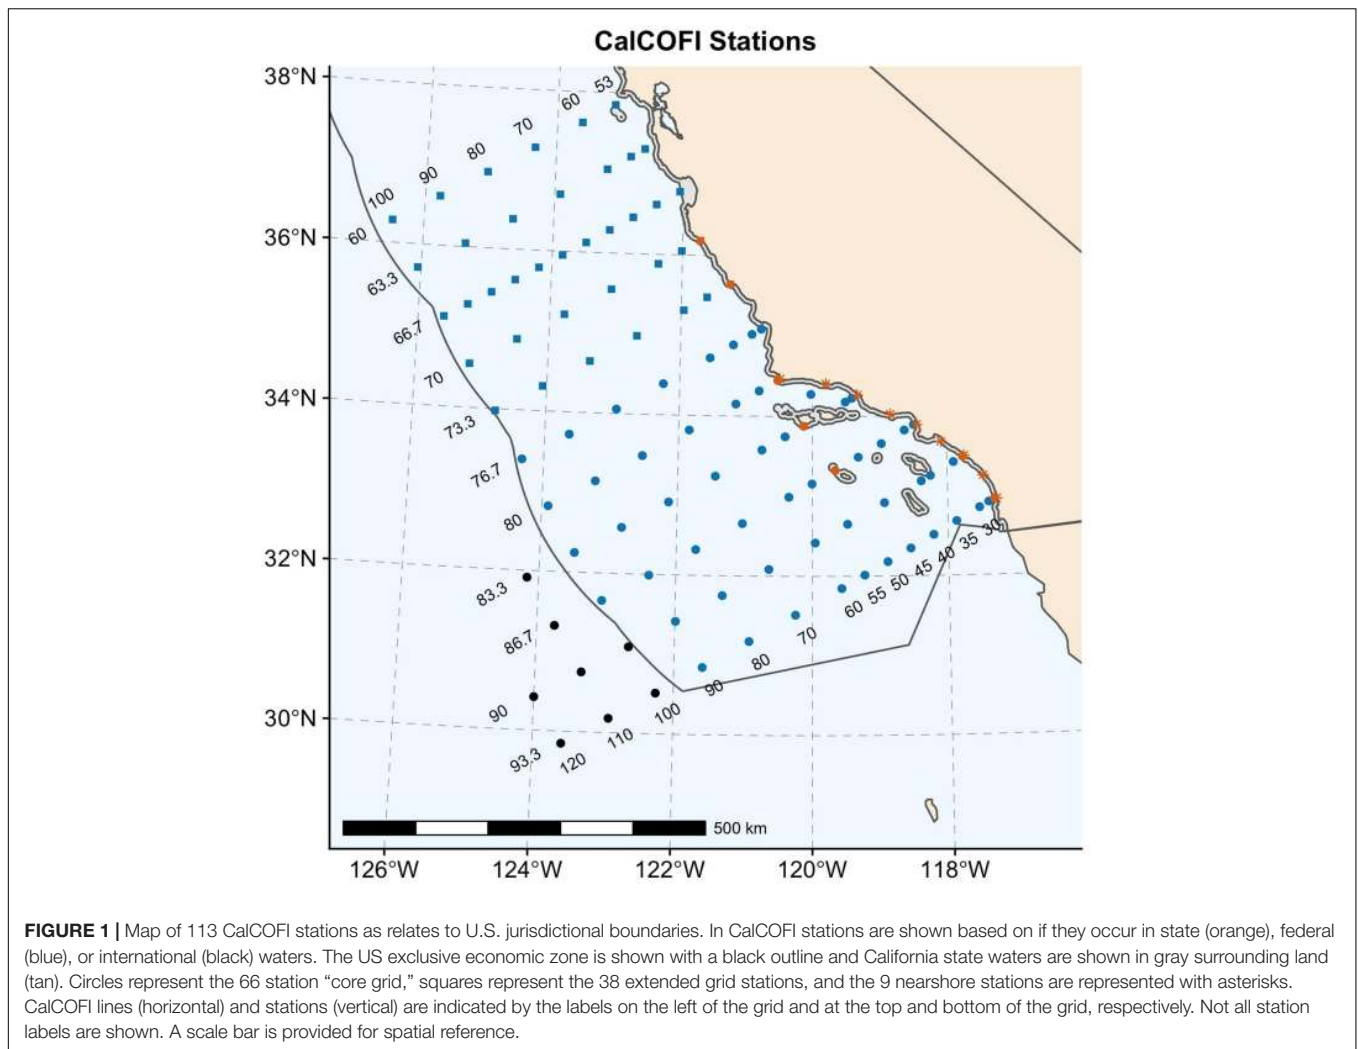 CalCOFI Stations
38°N
36°N
34°N
32°N
30°N
53
60
70
80
90
100
60
63.3
66.7
70
73.3
76.7
80
83.3
86.7
90
93.3
30
35
40
45
50
55
60
70
80
90
100
110
120
500 km
126°W
124°W
122°W
120°W
118°W
FIGURE 1 | Map of 113 CalCOFI stations as relates to U.S. jurisdictional boundaries. In CalCOFI stations are shown based on if they occur in state (orange), federal
(blue), or international (black) waters. The US exclusive economic zone is shown with a black outline and California state waters are shown in gray surrounding land
(tan). Circles represent the 66 station “core grid,” squares represent the 38 extended grid stations, and the 9 nearshore stations are represented with asterisks.
CalCOFI lines (horizontal) and stations (vertical) are indicated by the labels on the left of the grid and at the top and bottom of the grid, respectively. Not all station
labels are shown. A scale bar is provided for spatial reference.